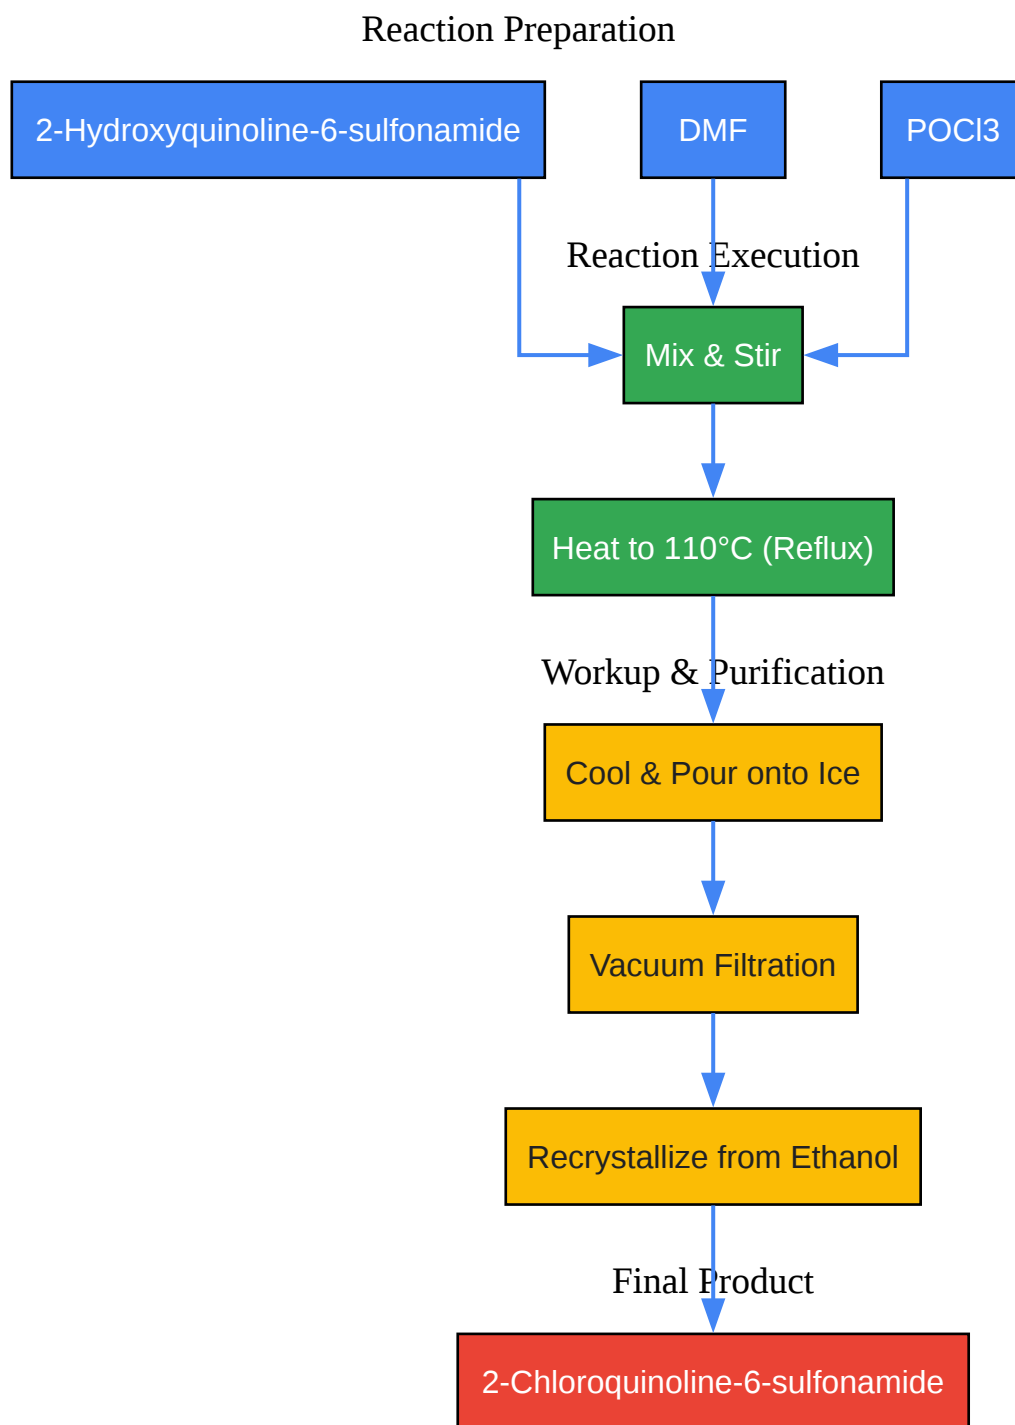 Reaction Preparation
2-Hydroxyquinoline-6-sulfonamide
DMF
POCl3
Reaction Execution
Mix & Stir
Heat to 110°C (Reflux)
Workup & Purification
Cool & Pour onto Ice
Vacuum Filtration
Recrystallize from Ethanol
Final Product
2-Chloroquinoline-6-sulfonamide